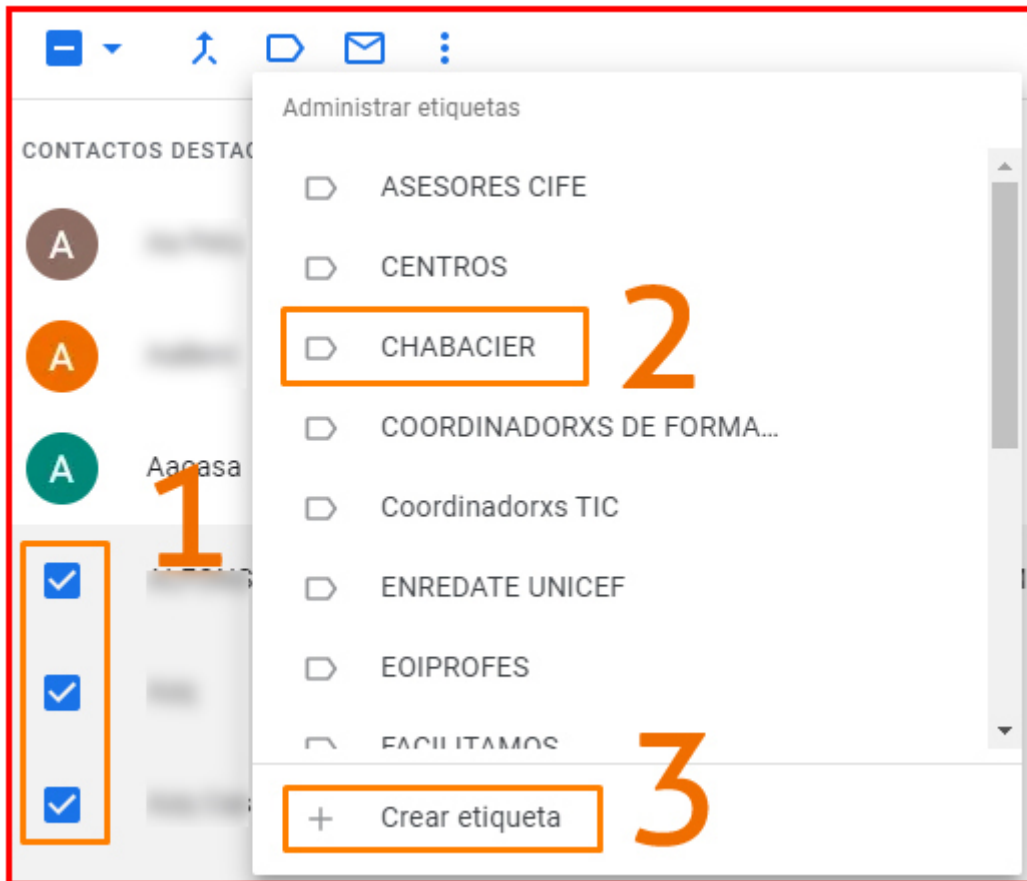 Administrar etiquetas
CONTACTOS DESTAC
ASESORES CIFE
A
CENTROS
2
A
CHABACIER
COORDINADORXS DE FORMA...
A
Aacasa
1
Coordinadorxs TIC
ENREDATE UNICEF
EOIPROFES
FACILITAMOS
3
+ Crear etiqueta